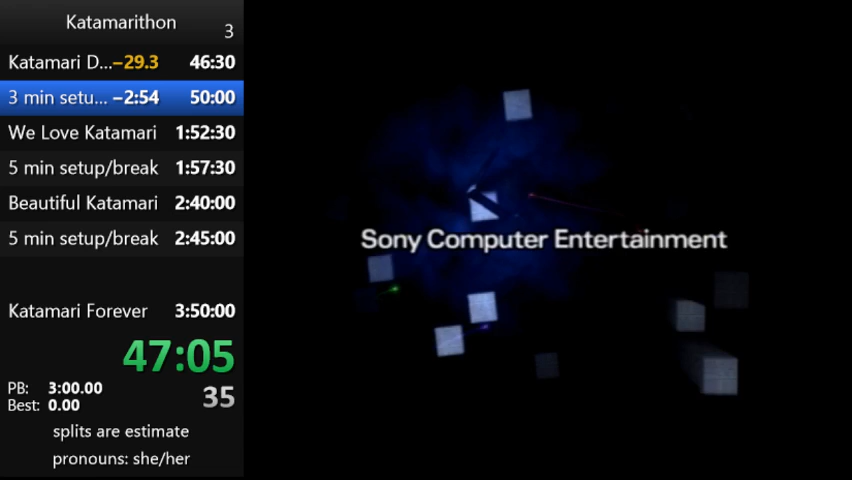 Katamarithon
3
Katamari D...−29.3 46:30
3 min setu... −2:54 50:00
We Love Katamari 1:52:30
5 min setup/break 1:57:30
Beautiful Katamari 2:40:00
5 min setup/break 2:45:00
Katamari Forever 3:50:00
47:05
PB: 3:00.00
Best: 0.00
35
splits are estimate
pronouns: she/her
Sony Computer Entertainment